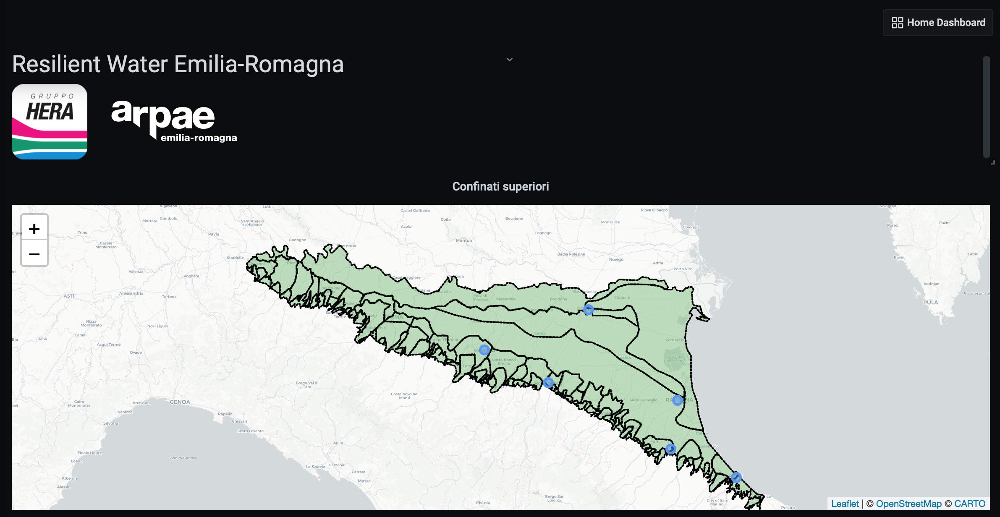 Home Dashboard
Resilient Water Emilia-Romagna
GRUPPO
HERA
arpae
emilia-romagna
Confinati superiori
+
−
Vigevano
Lodi
Castel Goffredo
Piove di Sacco
Novigrad
Mortara
Gambolò
Sant'Angelo
Lodigiano
Goito
Bovolone
Monselice
Pazin
Asola
Poreč
Chioggia
Trino
Pavia
Legnago
Codogno
Mantua
Casale
Monferrato
Cremona
Stradella
Badia Polesine
Rovigo
Adria
Labin
Rovinj
Porto Viro
Valenza
Voghera
Vodnjan
Alessandria
Tortona
ASTI
Occhiobello
Novi di
Modena
Mirandola
Bondeno
Copparo
Kvarnerski za
PULA
Nizza
Monferrato
Novi Ligure
Cento
Canelli
Alba
Bra
Acqui Terme
Comacch
Ovada
Valli di
Comacchio
Castelfranco
Emilia
Borgo Val di
Taro
Castelnovo ne'
Monti
Lugo
Cairo
Montenotte
Arenzano
GENOA
Varazze
Rapallo
Savona
Chiavari
Sestri Levante
Forlì
Aulla
Finale Ligure
Golfo di Genova
Loano
La Spezia
Sarzana
Carrara
Massa
Albenga
Alassio
Pistoia
Borgo San
Lorenzo
City of San
Marino
Pesaro
Leaflet | © OpenStreetMap © CARTO